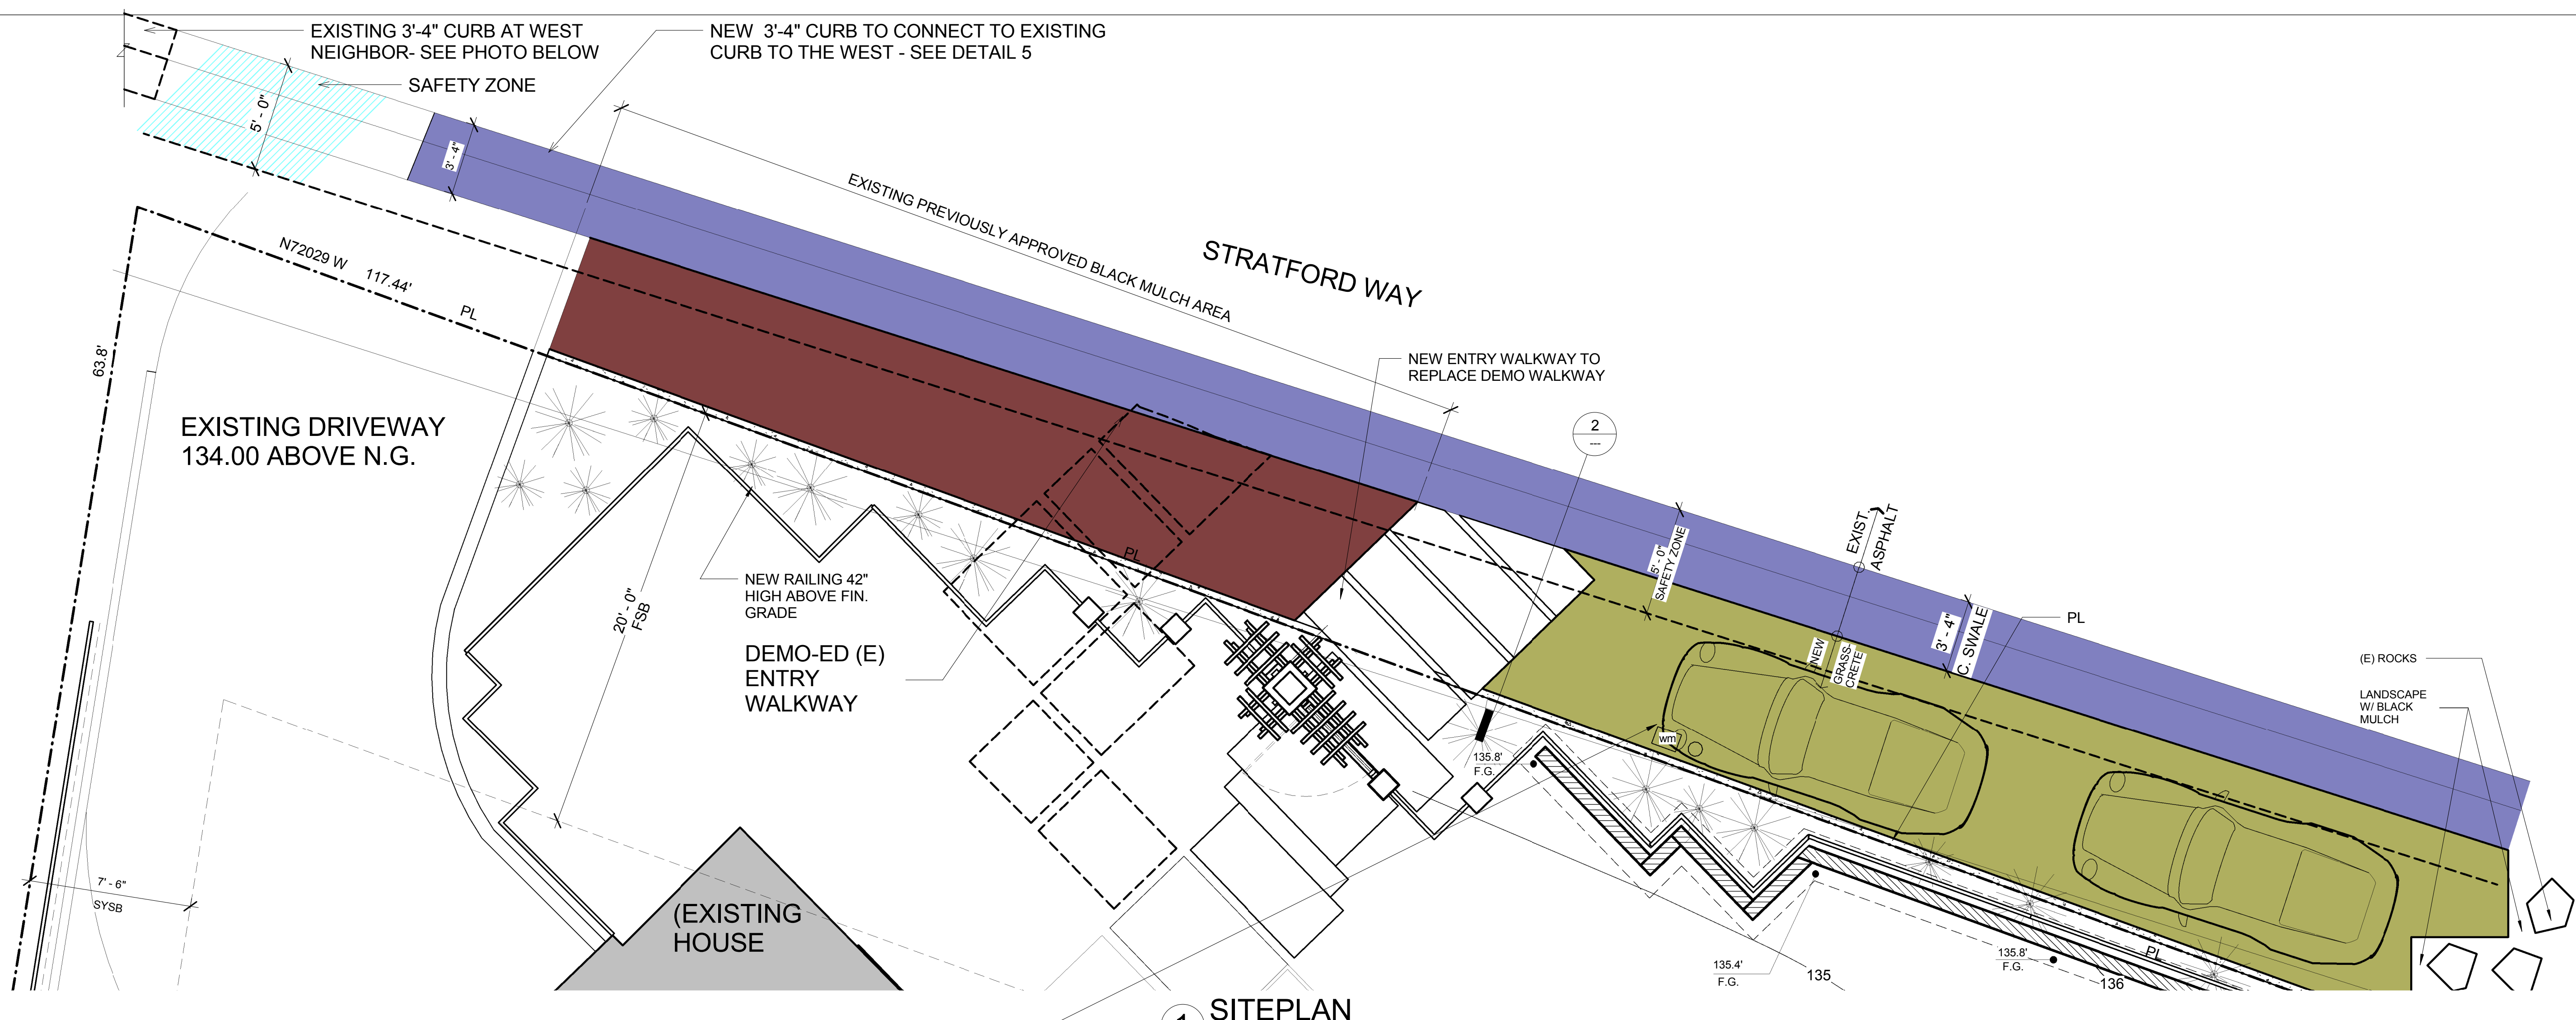 EXISTING 3'-4" CURB AT WEST
NEIGHBOR- SEE PHOTO BELOW
SAFETY ZONE
NEW 3'-4" CURB TO CONNECT TO EXISTING
CURB TO THE WEST - SEE DETAIL 5
5' - 0"
3' - 4"
EXISTING PREVIOUSLY APPROVED BLACK MULCH AREA
STRATFORD WAY
N72029 W 117.44'
PL
63.8'
EXISTING DRIVEWAY
134.00 ABOVE N.G.
NEW ENTRY WALKWAY TO
REPLACE DEMO WALKWAY
2
---
5' - 0"
SAFETY ZONE
EXIST.
ASPHALT
NEW
GRASS-
CRETE
3' - 4"
C. SWALE
PL
PL
NEW RAILING 42"
HIGH ABOVE FIN.
GRADE
20' - 0"
FSB
DEMO-ED (E)
ENTRY
WALKWAY
(E) ROCKS
LANDSCAPE
W/ BLACK
MULCH
wm
135.8'
F.G.
7' - 6"
SYSB
(EXISTING
HOUSE
135.4'
F.G.
135
135.8'
F.G.
136
PL
1
SITEPLAN